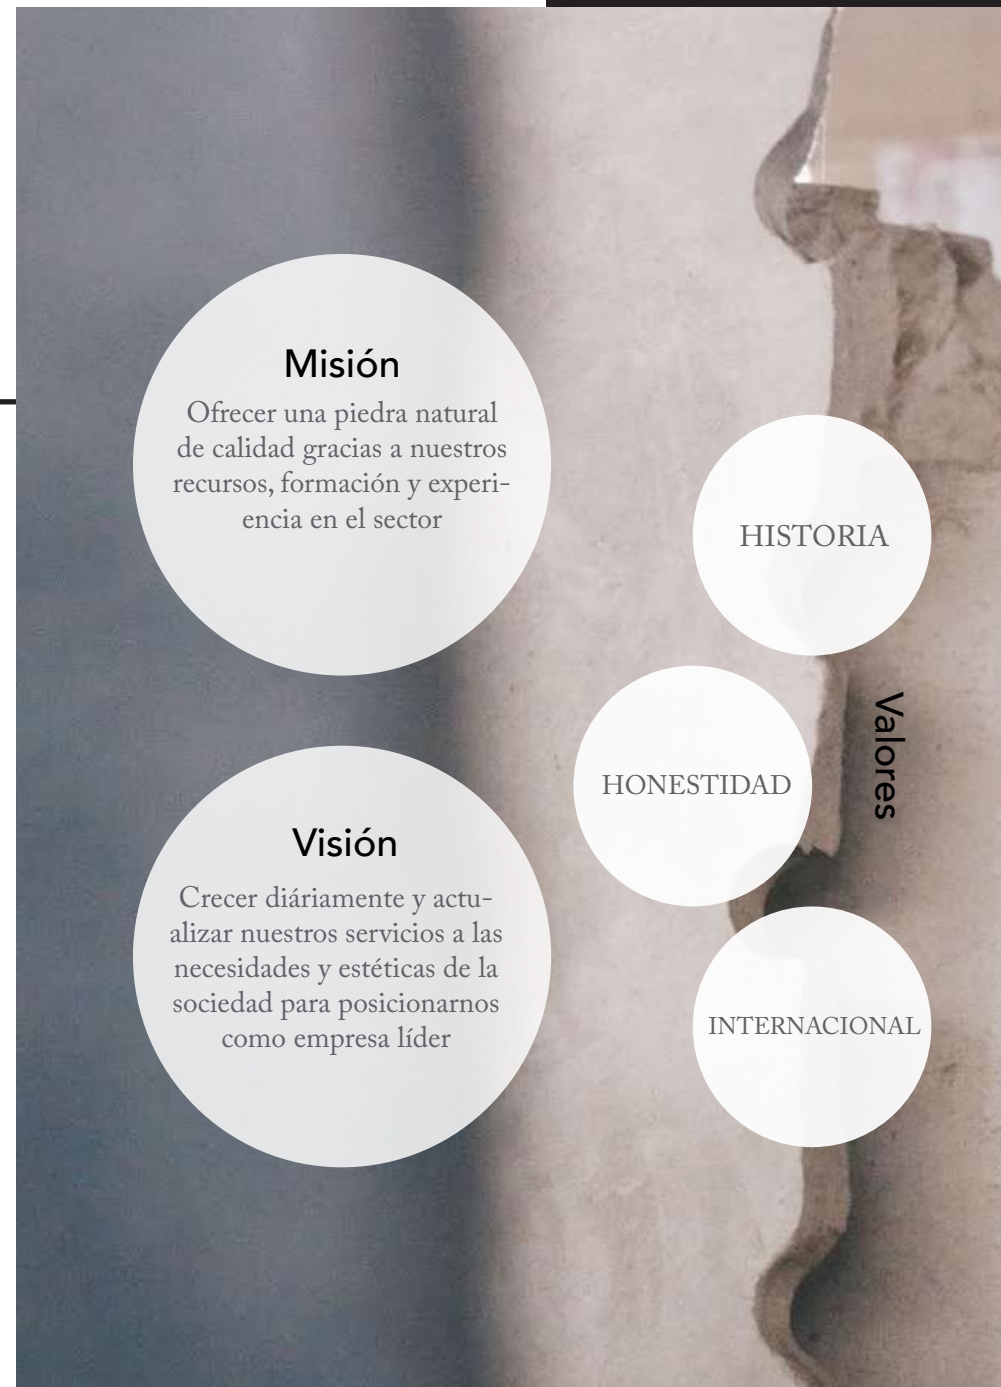 Misión
Ofrecer una piedra natural
de calidad gracias a nuestros
recursos, formación y experi-
encia en el sector
Visión
Crecer diáriamente y actu-
alizar nuestros servicios a las
necesidades y estéticas de la
sociedad para posicionarnos
como empresa líder
HISTORIA
HONESTIDAD
INTERNACIONAL
Valores